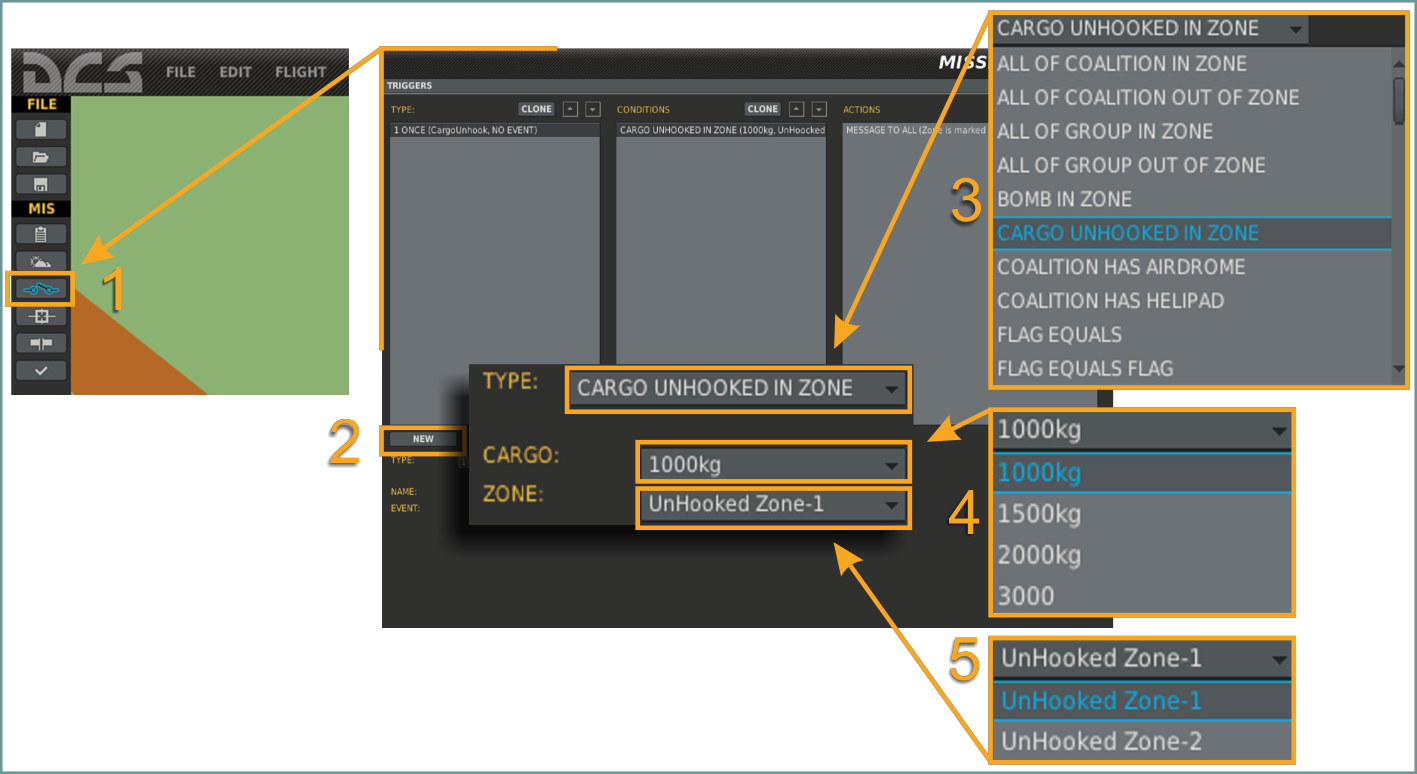 DCS FILE EDIT FLIGHT
FILE
MIS
1
MISS
TRIGGERS
TYPE: CLONE CONDITIONS CLONE ACTIONS
1 ONCE (CargoUnhook, NO EVENT) CARGO UNHOOKED IN ZONE (1000kg, UnHoocked MESSAGE TO ALL (Zone is marked
2
NEW
TYPE:
NAME:
EVENT:
TYPE: CARGO UNHOOKED IN ZONE
CARGO: 1000kg
ZONE: UnHooked Zone-1
3
CARGO UNHOOKED IN ZONE
ALL OF COALITION IN ZONE
ALL OF COALITION OUT OF ZONE
ALL OF GROUP IN ZONE
ALL OF GROUP OUT OF ZONE
BOMB IN ZONE
CARGO UNHOOKED IN ZONE
COALITION HAS AIRDROME
COALITION HAS HELIPAD
FLAG EQUALS
FLAG EQUALS FLAG
4
1000kg
1000kg
1500kg
2000kg
3000
5
UnHooked Zone-1
UnHooked Zone-1
UnHooked Zone-2